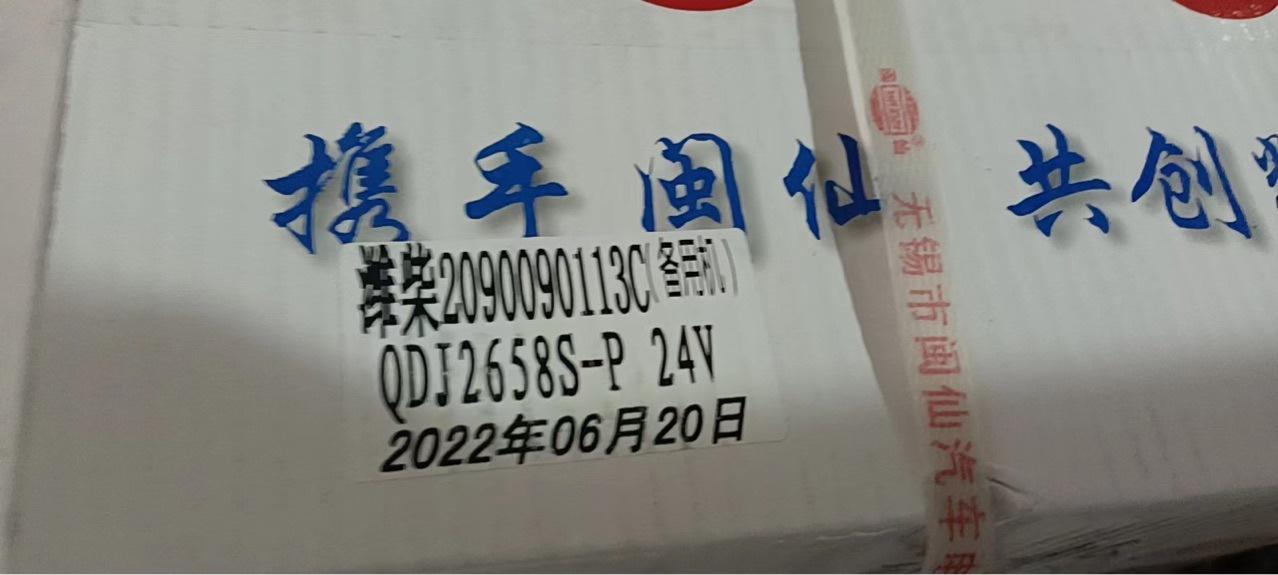 携手闽仙 共创
潍柴2090090113C(备用机)
QDJ2658S-P 24V
2022年06月20日
无锡市闽仙汽车电